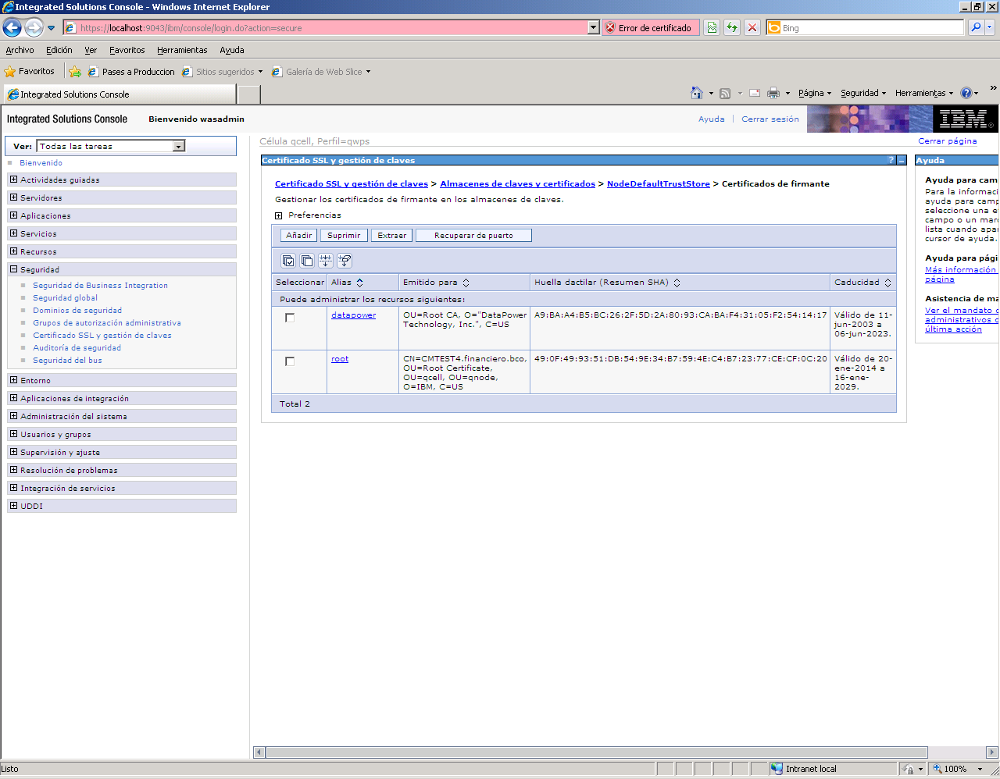 Integrated Solutions Console - Windows Internet Explorer
https://localhost:9043/ibm/console/login.do?action=secure
Error de certificado
Bing
Archivo Edición Ver Favoritos Herramientas Ayuda
Favoritos Pases a Produccion Sitios sugeridos Galería de Web Slice
Integrated Solutions Console
Página Seguridad Herramientas »
Integrated Solutions Console Bienvenido wasadmin
Ayuda | Cerrar sesión
IBM®
Ver: Todas las tareas
Bienvenido
Actividades guiadas
Servidores
Aplicaciones
Servicios
Recursos
Seguridad
Seguridad de Business Integration
Seguridad global
Dominios de seguridad
Grupos de autorización administrativa
Certificado SSL y gestión de claves
Auditoría de seguridad
Seguridad del bus
Entorno
Aplicaciones de integración
Administración del sistema
Usuarios y grupos
Supervisión y ajuste
Resolución de problemas
Integración de servicios
UDDI
Célula qcell, Perfil=qwps
Cerrar página
Certificado SSL y gestión de claves
? _
Certificado SSL y gestión de claves > Almacenes de claves y certificados > NodeDefaultTrustStore > Certificados de firmante
Gestionar los certificados de firmante en los almacenes de claves.
Preferencias
Añadir Suprimir Extraer Recuperar de puerto
Seleccionar Alias Emitido para Huella dactilar (Resumen SHA) Caducidad
Puede administrar los recursos siguientes:
datapower
OU=Root CA, O="DataPower
Technology, Inc.", C=US
A9:BA:A4:B5:BC:26:2F:5D:2A:80:93:CA:BA:F4:31:05:F2:54:14:17
Válido de 11-
jun-2003 a
06-jun-2023.
root
CN=CMTEST4.financiero.bco,
OU=Root Certificate,
OU=qcell, OU=qnode,
O=IBM, C=US
49:0F:49:93:51:DB:54:9E:34:B7:59:4E:C4:B7:23:77:CE:CF:0C:20
Válido de 20-
ene-2014 a
16-ene-
2029.
Total 2
Ayuda
Ayuda para cam
Para la informaci
ayuda para camp
seleccione una e
campo o un mar
lista cuando apa
cursor de ayuda.
Ayuda para pági
Más información
página
Asistencia de ma
Ver el mandato d
administrativos c
última acción
Listo
Intranet local
100%